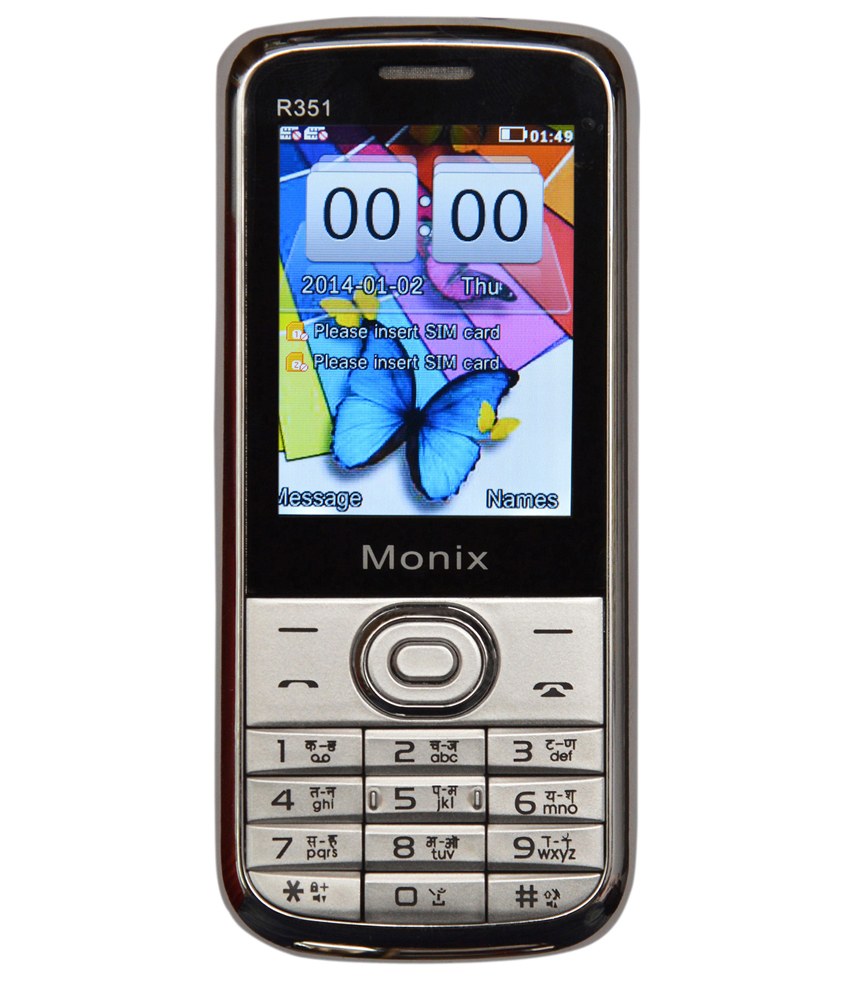 R351
01:49
00:00
2014-01-02 Thu
Please insert SIM card
Please insert SIM card
Message Names
Monix
1 क-ह
2 च-ज abc
3 ट-ण def
4 त-न ghi
5 प-म jkl
6 य-श mno
7 स-ह pqrs
8 tuv
9 wxyz
* +
0
#